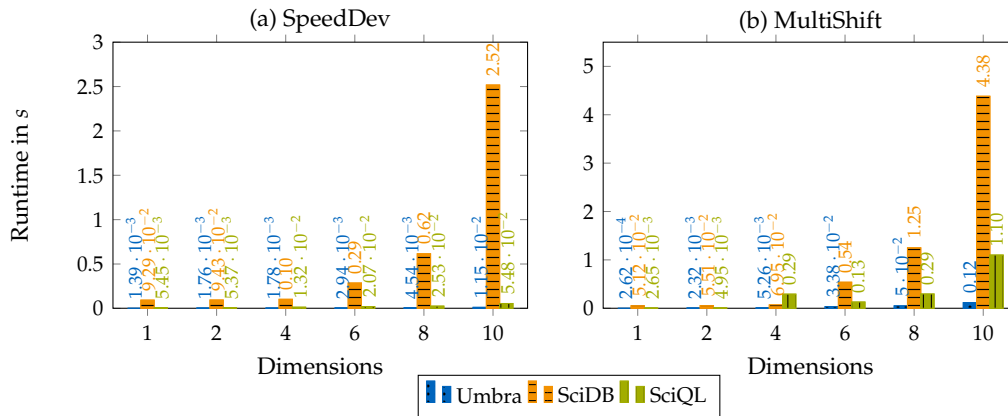 (a) SpeedDev
Runtime in s
3
2.5
2
1.5
1
0.5
0
1.39 · 10⁻³
9.29 · 10⁻²
5.45 · 10⁻³
1.76 · 10⁻³
9.43 · 10⁻²
5.37 · 10⁻³
1.78 · 10⁻³
0.10
1.32 · 10⁻²
2.94 · 10⁻³
0.29
2.07 · 10⁻²
4.54 · 10⁻³
0.62
2.53 · 10⁻²
1.15 · 10⁻²
2.52
5.48 · 10⁻²
1 2 4 6 8 10
Dimensions
(b) MultiShift
5
4
3
2
1
0
2.62 · 10⁻⁴
5.12 · 10⁻²
2.65 · 10⁻³
2.32 · 10⁻³
5.51 · 10⁻²
4.95 · 10⁻³
5.26 · 10⁻³
6.95 · 10⁻²
0.29
3.38 · 10⁻²
0.54
0.13
5 · 10⁻²
1.25
0.29
0.12
4.38
1.10
1 2 4 6 8 10
Dimensions
Umbra SciDB SciQL